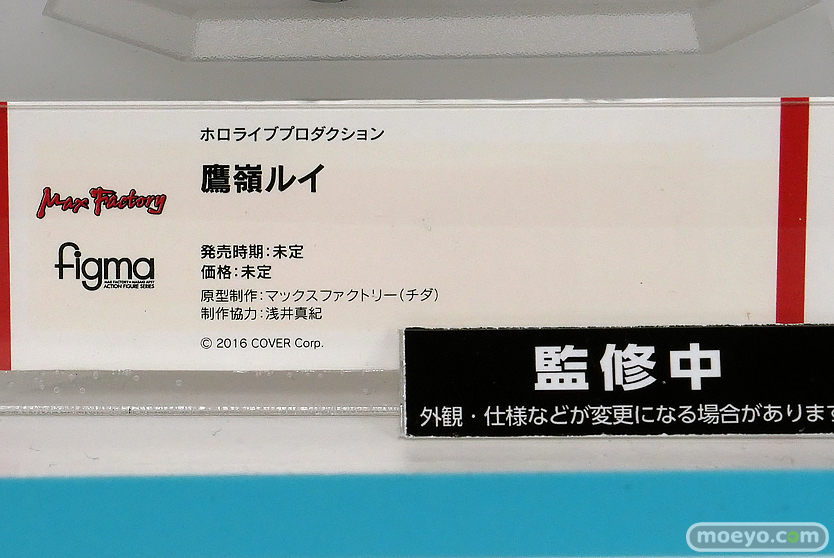 ホロライブプロダクション
鷹嶺ルイ
Max Factory
figma
MAX FACTORY×MASAKI APSY
ACTION FIGURE SERIES
発売時期:未定
価格:未定
原型制作:マックスファクトリー(チダ)
制作協力:浅井真紀
© 2016 COVER Corp.
監修中
外観・仕様などが変更になる場合があります
moeyo.com